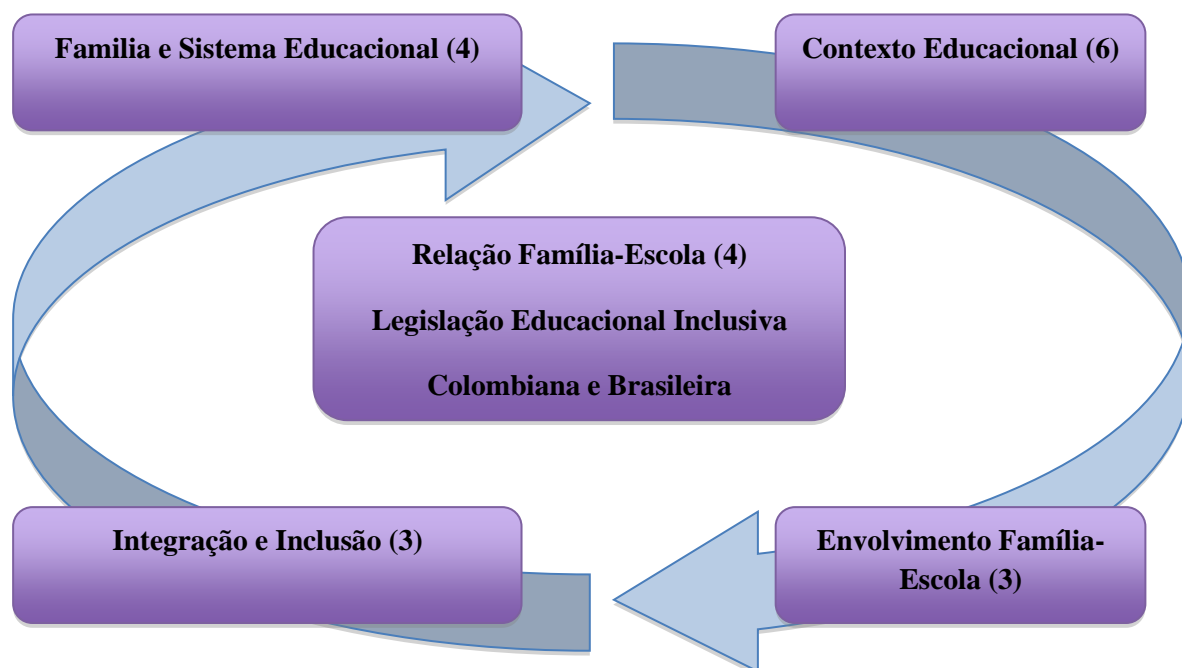 Familia e Sistema Educacional (4)
Contexto Educacional (6)
Relação Família-Escola (4)
Legislação Educacional Inclusiva
Colombiana e Brasileira
Integração e Inclusão (3)
Envolvimento Família-
Escola (3)